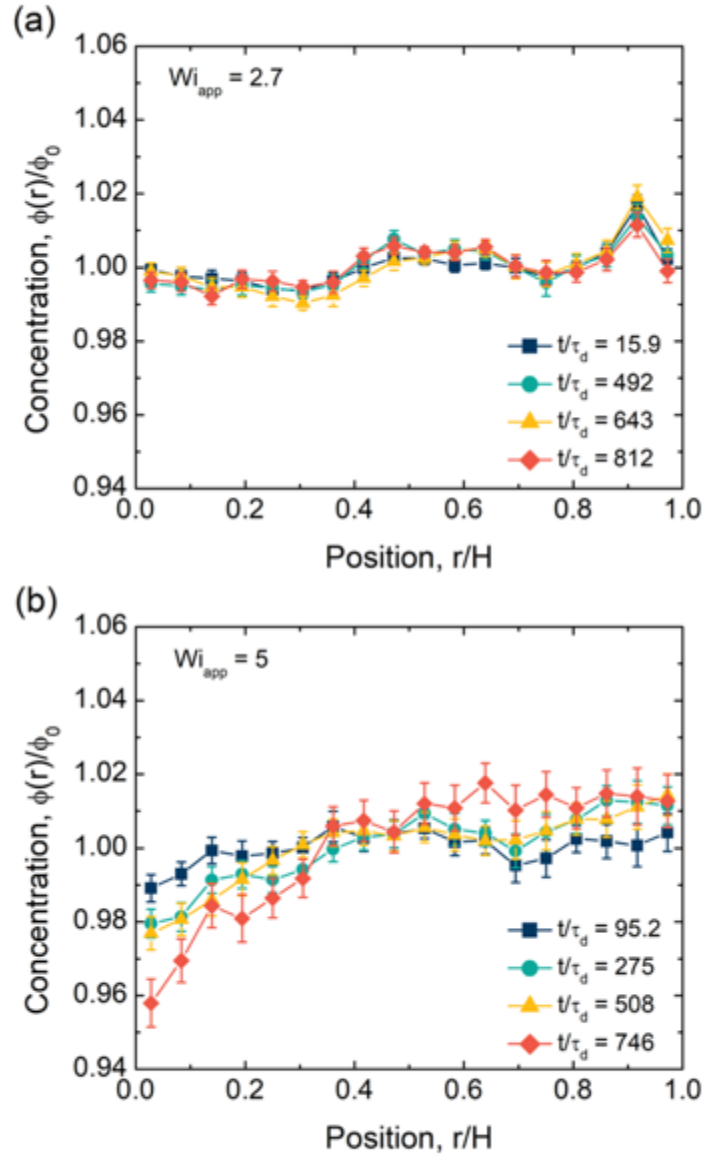 (a)
1.06
1.04
1.02
1.00
0.98
0.96
0.94
Concentration, ϕ(r)/ϕ₀
Wi_app = 2.7
t/τ_d = 15.9
t/τ_d = 492
t/τ_d = 643
t/τ_d = 812
0.0 0.2 0.4 0.6 0.8 1.0
Position, r/H
(b)
1.06
1.04
1.02
1.00
0.98
0.96
0.94
Concentration, ϕ(r)/ϕ₀
Wi_app = 5
t/τ_d = 95.2
t/τ_d = 275
t/τ_d = 508
t/τ_d = 746
0.0 0.2 0.4 0.6 0.8 1.0
Position, r/H